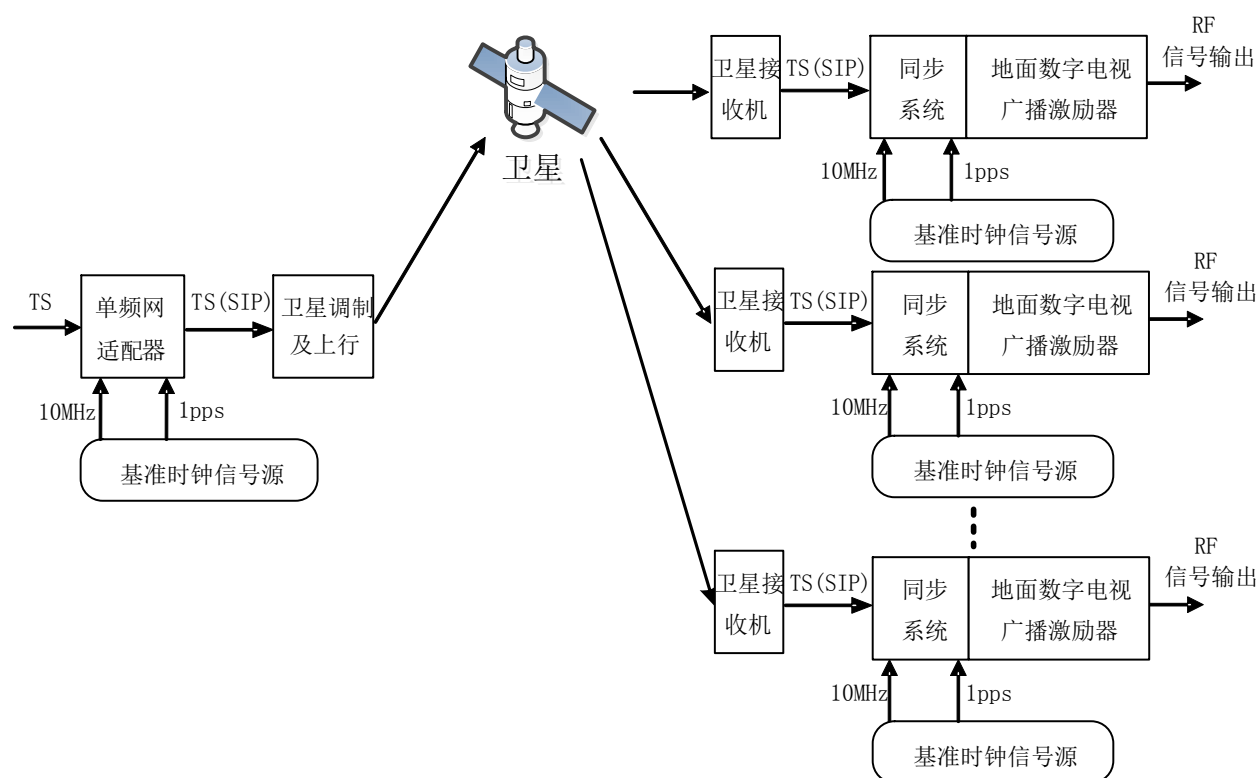 TS
单频网
适配器
TS(SIP)
卫星调制
及上行
10MHz
1pps
基准时钟信号源
卫星
卫星接
收机
TS(SIP)
同步
系统
地面数字电视
广播激励器
RF
信号输出
10MHz
1pps
基准时钟信号源
卫星接
收机
TS(SIP)
同步
系统
地面数字电视
广播激励器
RF
信号输出
10MHz
1pps
基准时钟信号源
卫星接
收机
TS(SIP)
同步
系统
地面数字电视
广播激励器
RF
信号输出
10MHz
1pps
基准时钟信号源